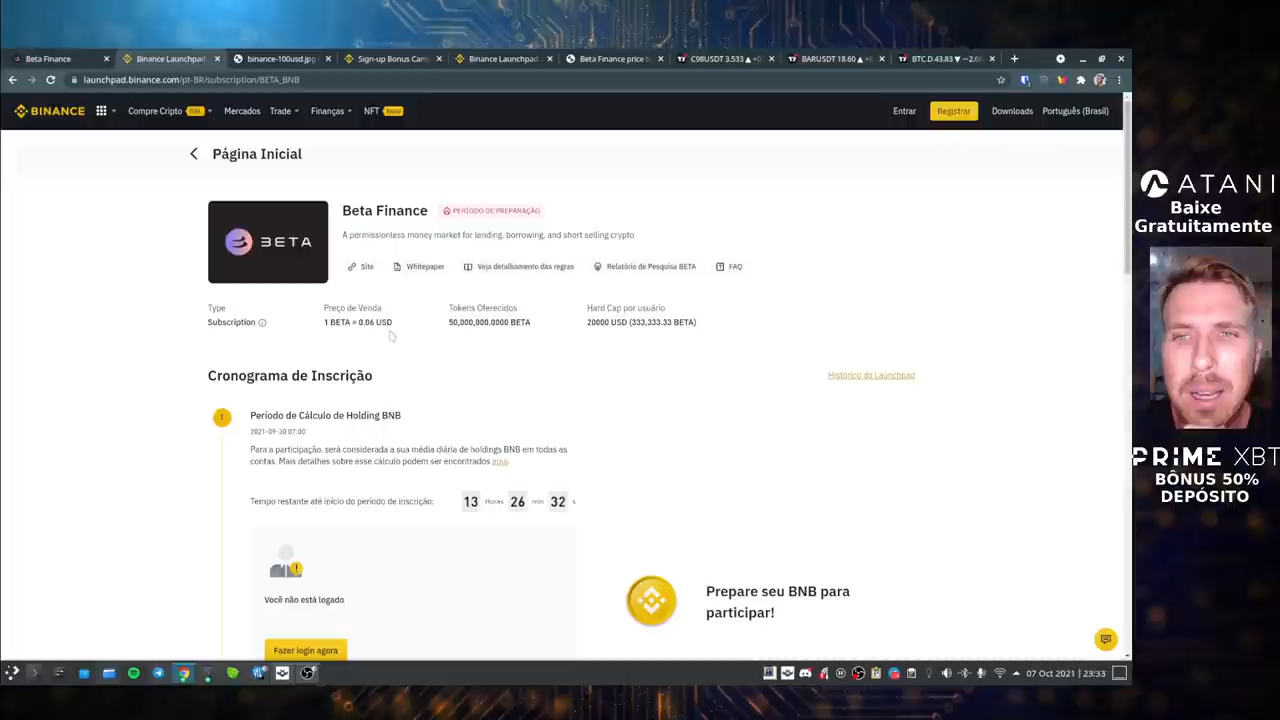 Beta Finance
Binance Launchpad
binance-100usd.jpg
Sign-up Bonus Cam
Binance Launchpad
Beta Finance price
C98USDT 3.533
BARUSDT 18.60
BTC.D 43.83
launchpad.binance.com/pt-BR/subscription/BETA_BNB
BINANCE
Compre Cripto
Mercados
Trade
Finanças
NFT
New
Entrar
Registrar
Downloads
Português (Brasil)
Página Inicial
BETA
Beta Finance
PERÍODO DE PREPARAÇÃO
A permissionless money market for lending, borrowing, and short selling crypto
Site
Whitepaper
Veja detalhamento das regras
Relatório de Pesquisa BETA
FAQ
Type
Preço de Venda
Tokens Oferecidos
Hard Cap por usuário
Subscription
1 BETA = 0.06 USD
50,000,000.0000 BETA
20000 USD (333,333.33 BETA)
Cronograma de Inscrição
Histórico do Launchpad
Período de Cálculo de Holding BNB
2021-09-30 07:00
Para a participação, será considerada a sua média diária de holdings BNB em todas as
contas. Mais detalhes sobre esse cálculo podem ser encontrados aqui
Tempo restante até início do período de inscrição:
13 Horas 26 min 32 s
Você não está logado
Fazer login agora
Prepare seu BNB para
participar!
07 Oct 2021 | 23:33
ATANI
Baixe
Gratuitamente
PRIME XBT
BÔNUS 50%
DEPÓSITO